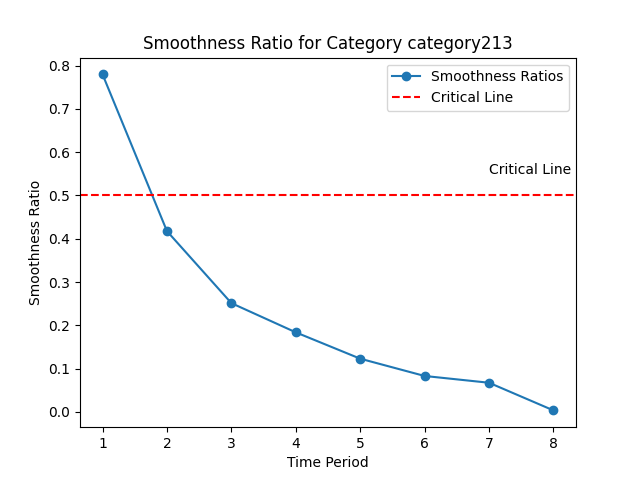 Smoothness Ratio for Category category213
Smoothness Ratios
Critical Line
Critical Line
Smoothness Ratio
0.8
0.7
0.6
0.5
0.4
0.3
0.2
0.1
0.0
1 2 3 4 5 6 7 8
Time Period